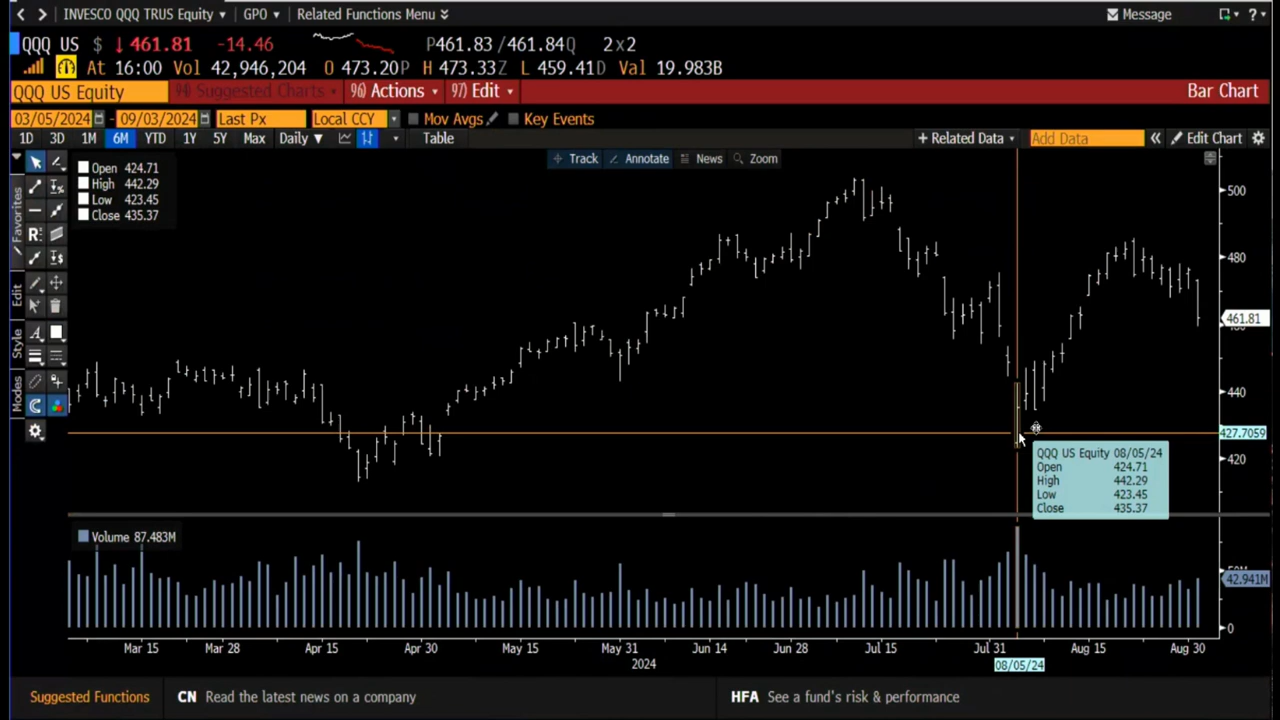 INVESCO QQQ TRUS Equity GPO Related Functions Menu Message ?
QQQ US $ ↓ 461.81 -14.46 P461.83 /461.84Q 2x2
At 16:00 Vol 42,946,204 O 473.20P H 473.33Z L 459.41D Val 19.983B
QQQ US Equity 94) Suggested Charts 96) Actions 97) Edit Bar Chart
03/05/2024 - 09/03/2024 Last Px Local CCY Mov Avgs Key Events
1D 3D 1M 6M YTD 1Y 5Y Max Daily ▼ Table + Related Data Add Data « Edit Chart
Track Annotate News Zoom
Open 424.71
High 442.29
Low 423.45
Close 435.37
Favorites
Edit
Style
Modes
500
480
461.81
460
440
427.7059
420
QQQ US Equity 08/05/24
Open 424.71
High 442.29
Low 423.45
Close 435.37
Volume 87.483M
50M
42.941M
0
Mar 15 Mar 28 Apr 15 Apr 30 May 15 May 31 Jun 14 Jun 28 Jul 15 Jul 31 Aug 15 Aug 30
2024
08/05/24
Suggested Functions CN Read the latest news on a company HFA See a fund's risk & performance